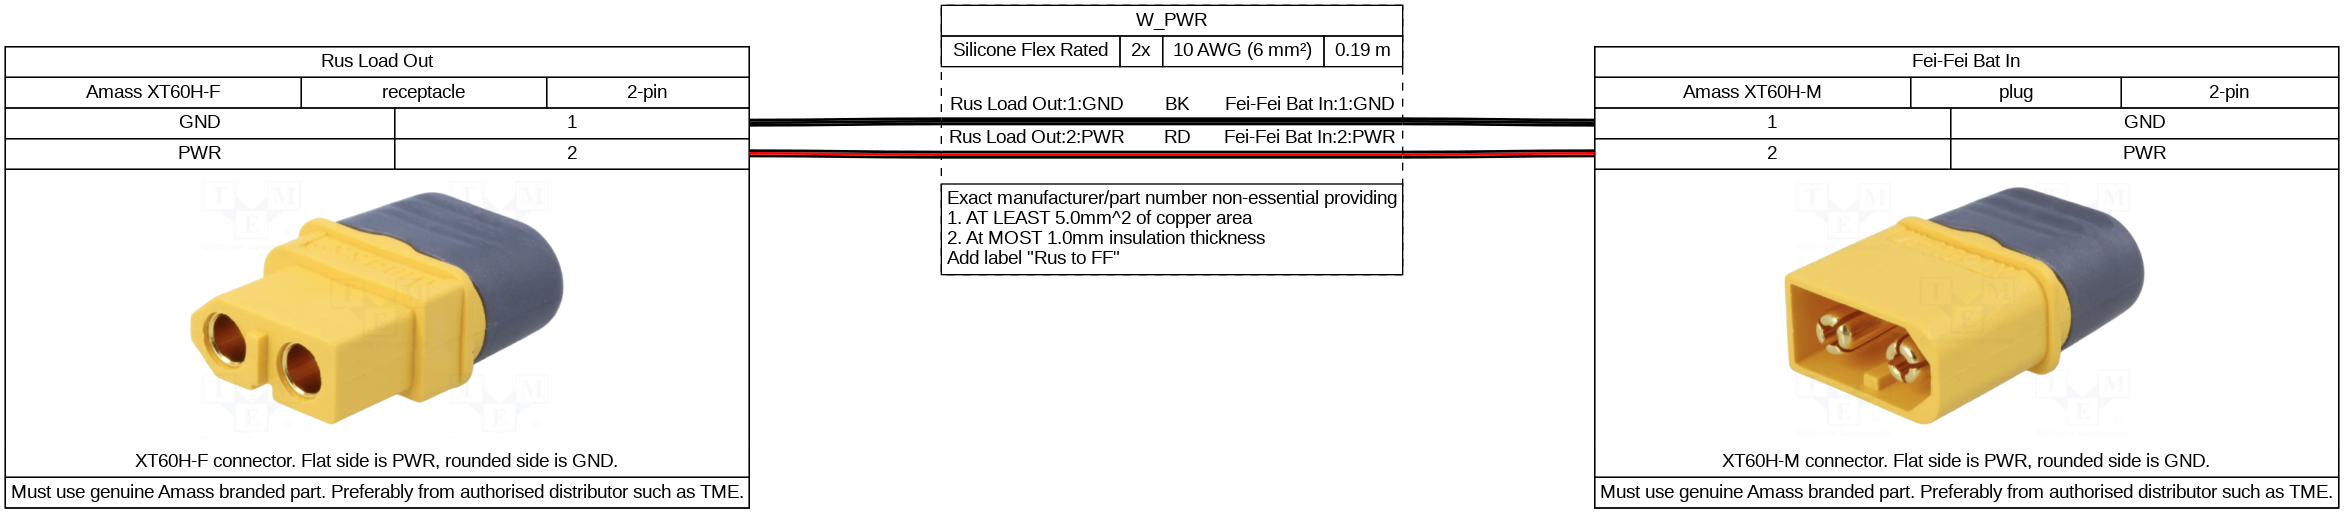 W_PWR
Silicone Flex Rated 2x 10 AWG (6 mm²) 0.19 m
Rus Load Out
Amass XT60H-F receptacle 2-pin
GND 1
PWR 2
Fei-Fei Bat In
Amass XT60H-M plug 2-pin
1 GND
2 PWR
Rus Load Out:1:GND BK Fei-Fei Bat In:1:GND
Rus Load Out:2:PWR RD Fei-Fei Bat In:2:PWR
Exact manufacturer/part number non-essential providing
1. AT LEAST 5.0mm^2 of copper area
2. At MOST 1.0mm insulation thickness
Add label "Rus to FF"
T M
E
T M
E
T M
E
T M
E
XT60H-F connector. Flat side is PWR, rounded side is GND.
Must use genuine Amass branded part. Preferably from authorised distributor such as TME.
XT60H-M connector. Flat side is PWR, rounded side is GND.
Must use genuine Amass branded part. Preferably from authorised distributor such as TME.